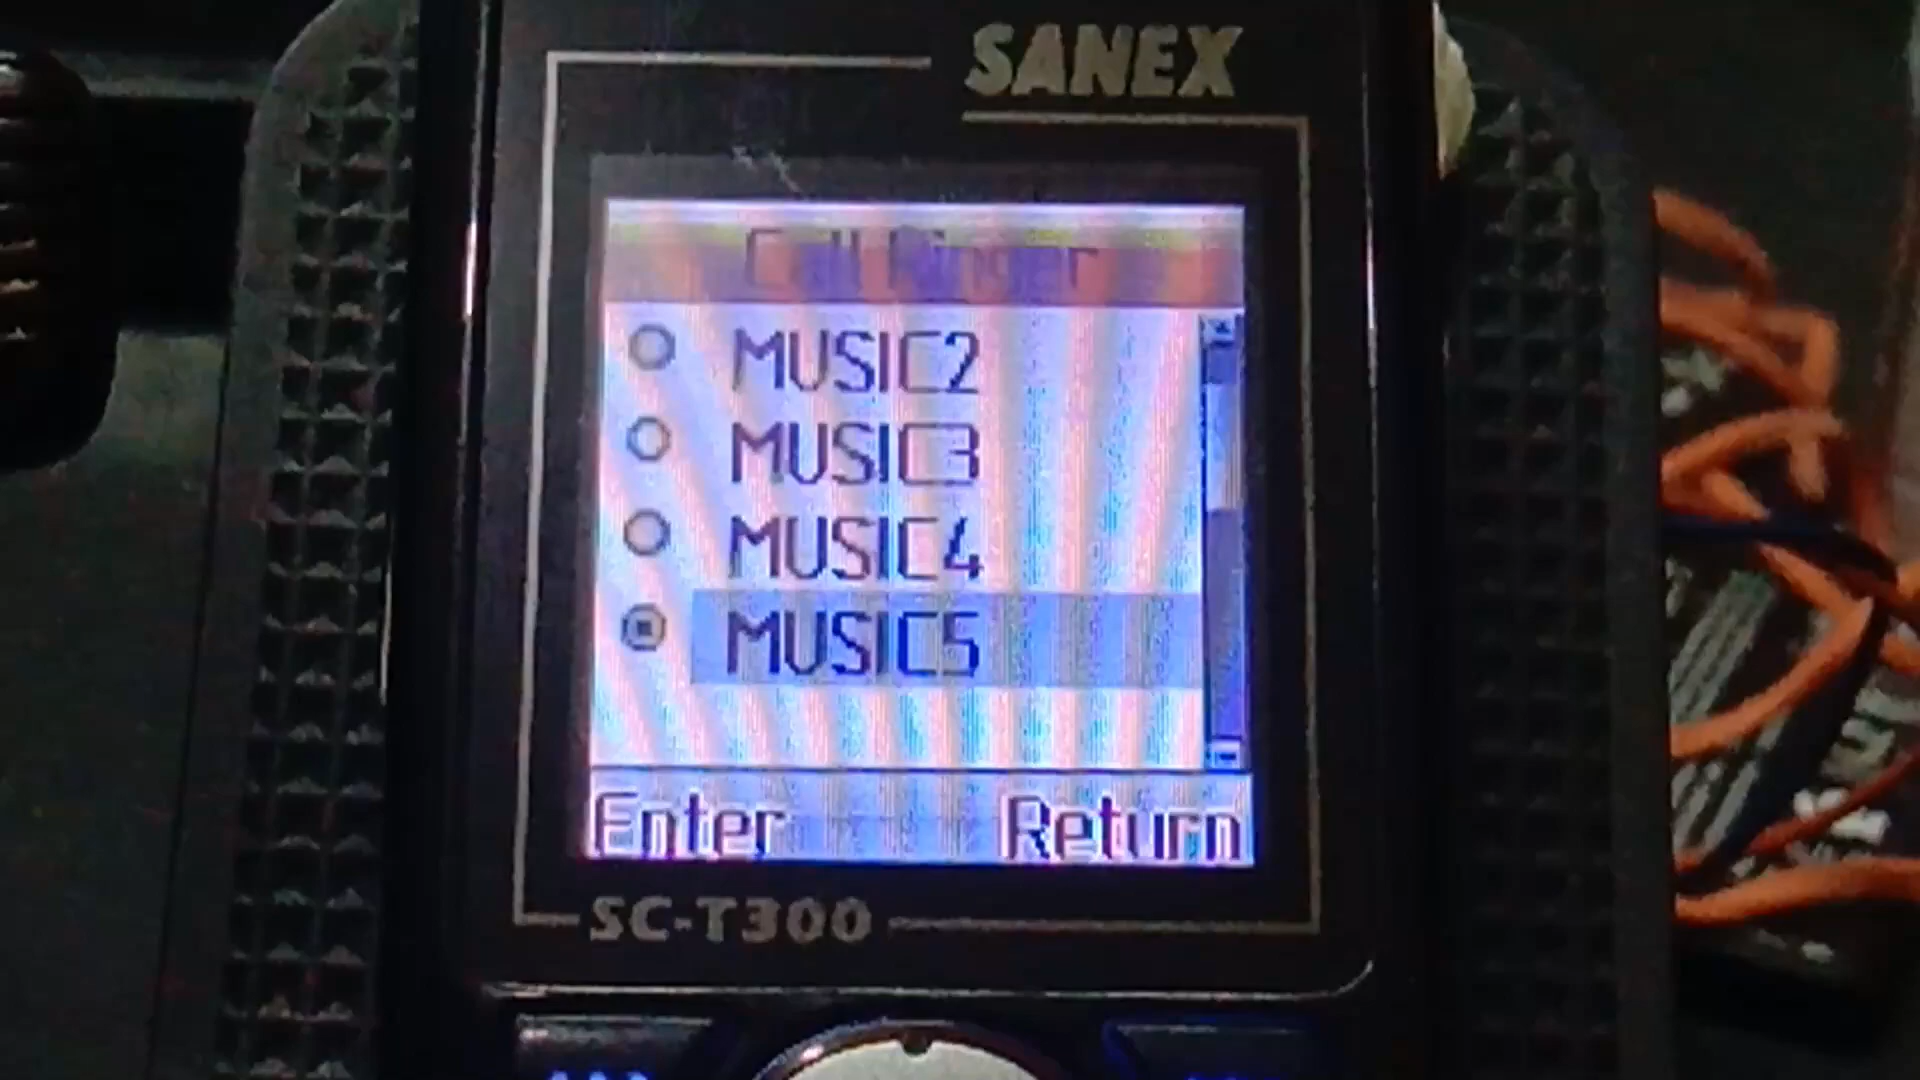 SANEX
Call Ringer
MUSIC2
MUSIC3
MUSIC4
MUSIC5
Enter Return
SC-T300